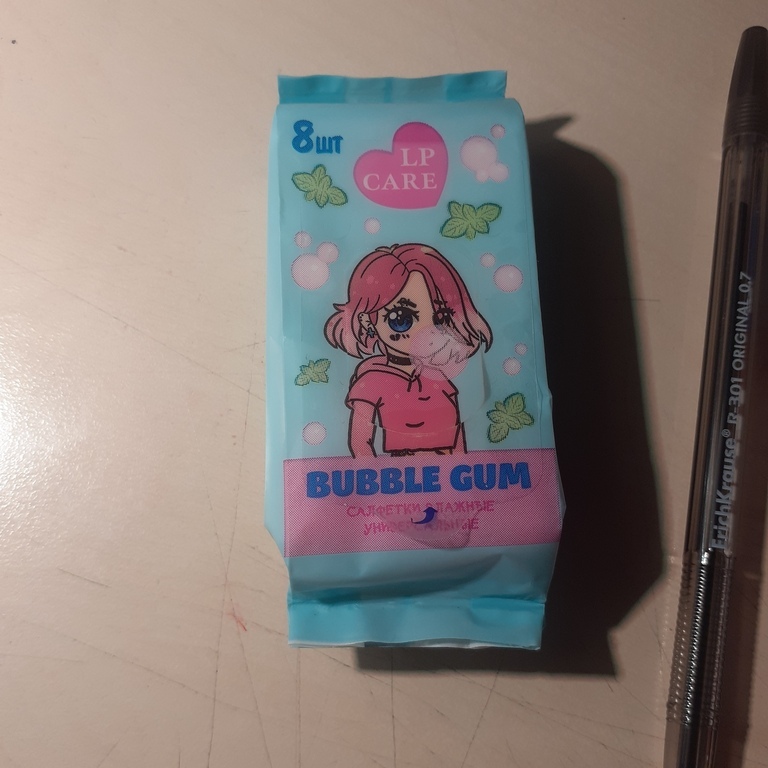 8шт
LP
CARE
BUBBLE GUM
САЛФЕТКИ ВЛАЖНЫЕ
УНИВЕРСАЛЬНЫЕ
ErichKrause® R-301 ORIGINAL 0.7